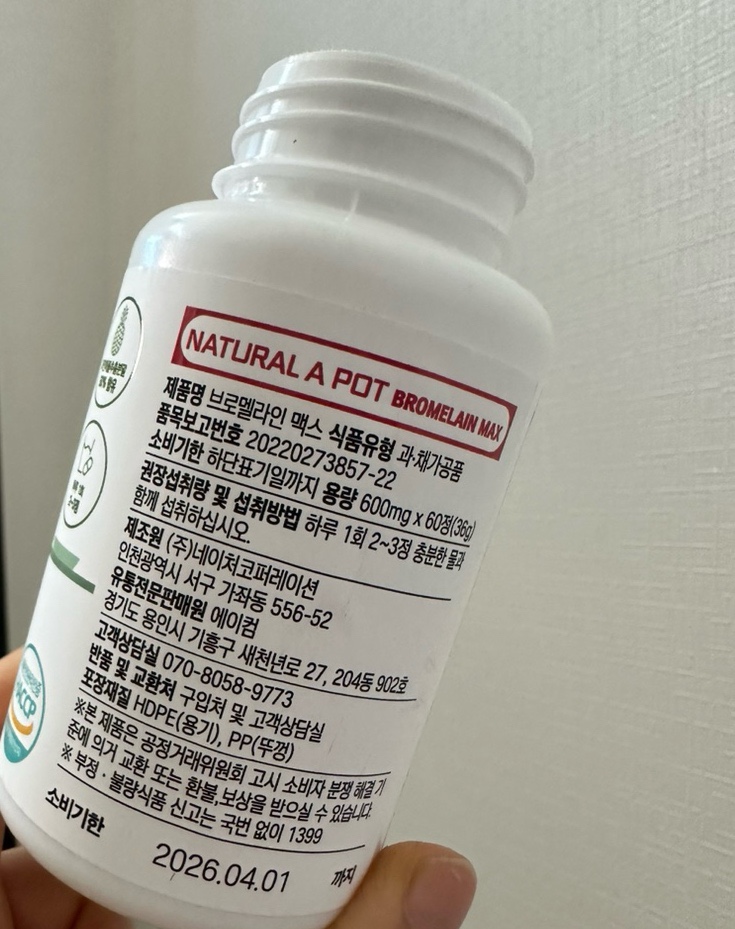 NATURAL A POT BROMELAIN MAX
제품명 브로멜라인 맥스 식품유형 과·채가공품
품목보고번호 20220273857-22
소비기한 하단표기일까지 용량 600mg x 60정(36g)
권장섭취량 및 섭취방법 하루 1회 2~3정 충분한 물과
함께 섭취하십시오.
제조원 (주)네이처코퍼레이션
인천광역시 서구 가좌동 556-52
유통전문판매원 에이컴
경기도 용인시 기흥구 새천년로 27, 204동 902호
고객상담실 070-8058-9773
반품 및 교환처 구입처 및 고객상담실
포장재질 HDPE(용기), PP(뚜껑)
※본 제품은 공정거래위원회 고시 소비자 분쟁 해결 기
준에 의거 교환 또는 환불,보상을 받으실 수 있습니다.
※ 부정·불량식품 신고는 국번 없이 1399
소비기한 2026.04.01 까지